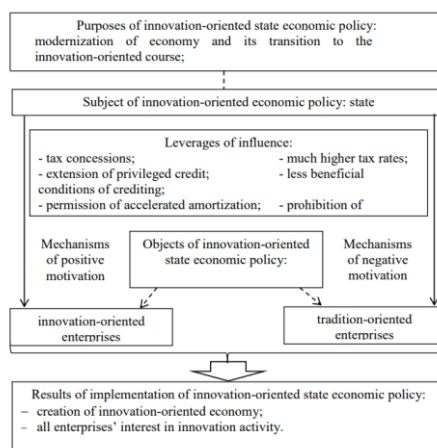 Purposes of innovation-oriented state economic policy:
modernization of economy and its transition to the
innovation-oriented course;
Subject of innovation-oriented economic policy: state
Leverages of influence:
- tax concessions; - much higher tax rates;
- extension of privileged credit; - less beneficial
conditions of crediting;
- permission of accelerated amortization; - prohibition of
Mechanisms
of positive
motivation
Objects of innovation-oriented
state economic policy:
Mechanisms
of negative
motivation
innovation-oriented
enterprises
tradition-oriented
enterprises
Results of implementation of innovation-oriented state economic policy:
– creation of innovation-oriented economy;
– all enterprises' interest in innovation activity.